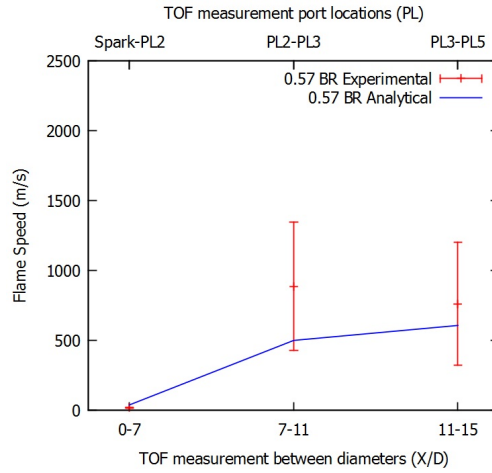 TOF measurement port locations (PL)
Spark-PL2 PL2-PL3 PL3-PL5
2500
0.57 BR Experimental
0.57 BR Analytical
2000
1500
Flame Speed (m/s)
1000
500
0
0-7 7-11 11-15
TOF measurement between diameters (X/D)